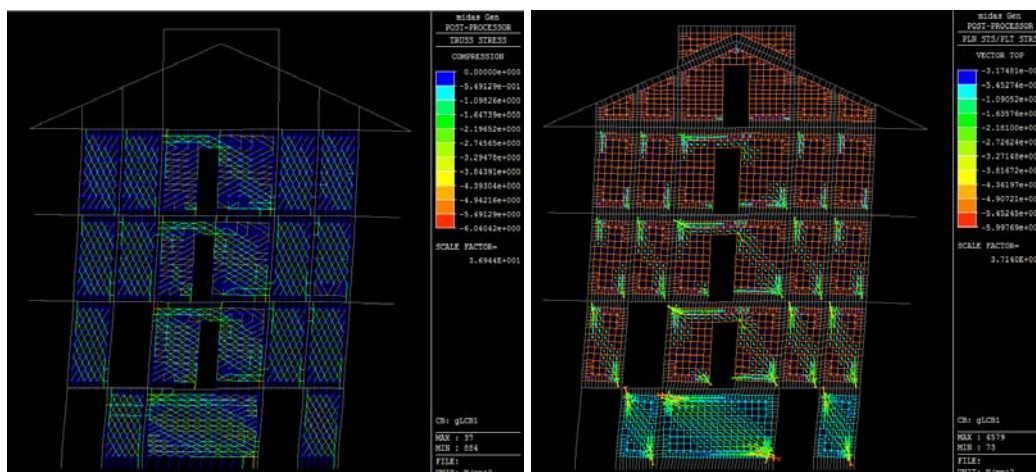 midas Gen
POST-PROCESSOR
TRUSS STRESS
COMPRESSION
0.00000e+000
-5.49129e-001
-1.09826e+000
-1.64739e+000
-2.19652e+000
-2.74565e+000
-3.29478e+000
-3.84391e+000
-4.39304e+000
-4.94216e+000
-5.49129e+000
-6.04042e+000
SCALE FACTOR=
3.6944E+001
CB: gLCB1
MAX : 37
MIN : 884
FILE:
midas Gen
POST-PROCESSOR
PLN STS/PLT STRS
VECTOR TOP
-3.17481e-00
-5.45274e-00
-1.09052e+00
-1.63576e+00
-2.18100e+00
-2.72624e+00
-3.27148e+00
-3.81672e+00
-4.36197e+00
-4.90721e+00
-5.45245e+00
-5.99769e+00
SCALE FACTOR=
3.7140E+00
CB: gLCB1
MAX : 4579
MIN : 73
FILE: